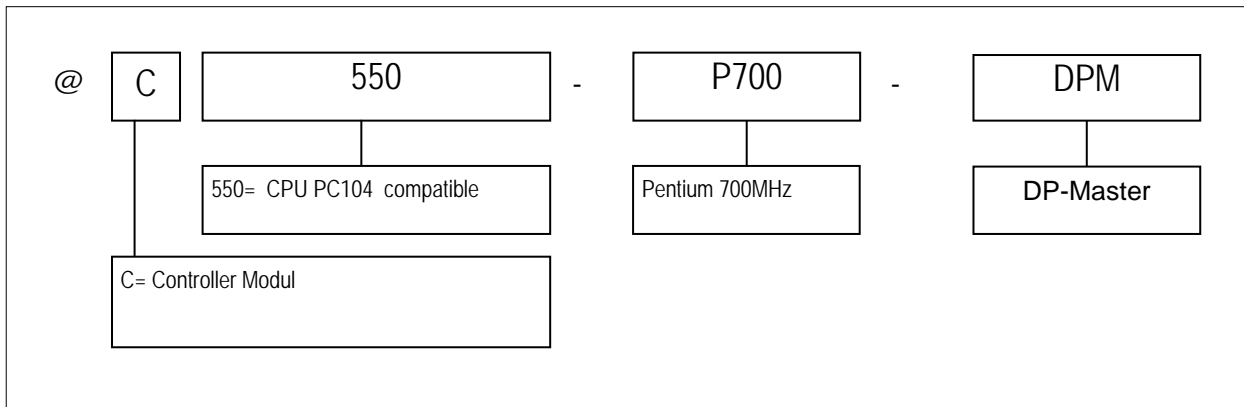 @ C 550 - P700 - DPM
550= CPU PC104 compatible
Pentium 700MHz
DP-Master
C= Controller Modul